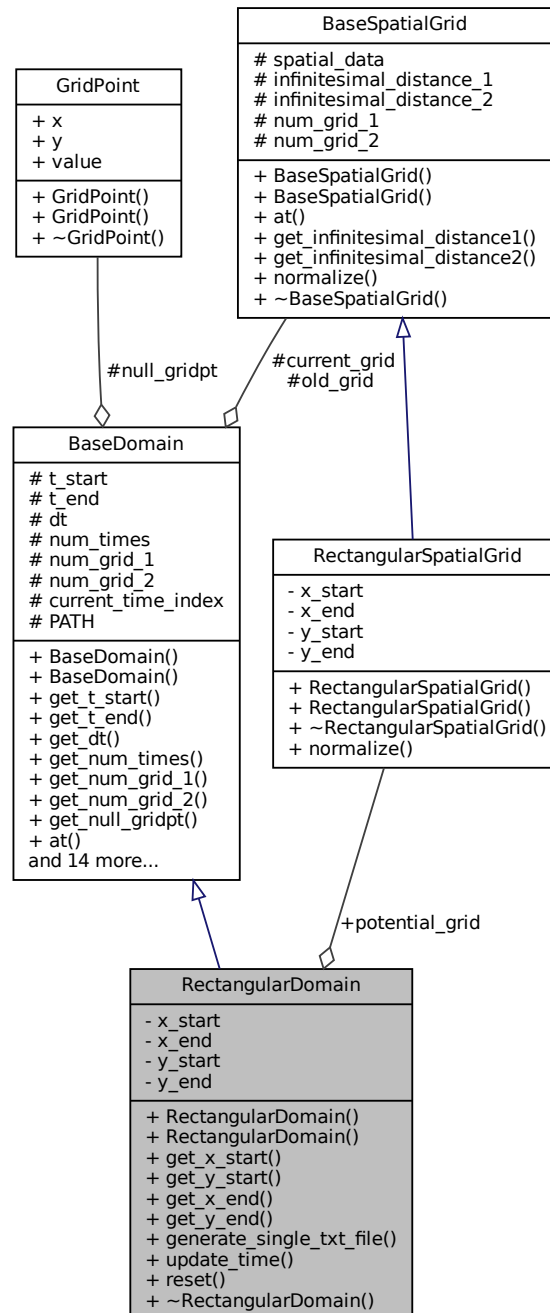 BaseSpatialGrid
# spatial_data
# infinitesimal_distance_1
# infinitesimal_distance_2
# num_grid_1
# num_grid_2
+ BaseSpatialGrid()
+ BaseSpatialGrid()
+ at()
+ get_infinitesimal_distance1()
+ get_infinitesimal_distance2()
+ normalize()
+ ~BaseSpatialGrid()
GridPoint
+ x
+ y
+ value
+ GridPoint()
+ GridPoint()
+ ~GridPoint()
#null_gridpt
#current_grid
#old_grid
BaseDomain
# t_start
# t_end
# dt
# num_times
# num_grid_1
# num_grid_2
# current_time_index
# PATH
+ BaseDomain()
+ BaseDomain()
+ get_t_start()
+ get_t_end()
+ get_dt()
+ get_num_times()
+ get_num_grid_1()
+ get_num_grid_2()
+ get_null_gridpt()
+ at()
and 14 more...
RectangularSpatialGrid
- x_start
- x_end
- y_start
- y_end
+ RectangularSpatialGrid()
+ RectangularSpatialGrid()
+ ~RectangularSpatialGrid()
+ normalize()
+potential_grid
RectangularDomain
- x_start
- x_end
- y_start
- y_end
+ RectangularDomain()
+ RectangularDomain()
+ get_x_start()
+ get_y_start()
+ get_x_end()
+ get_y_end()
+ generate_single_txt_file()
+ update_time()
+ reset()
+ ~RectangularDomain()